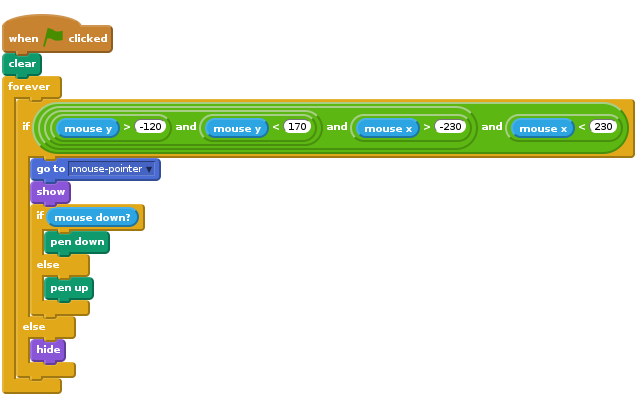 when clicked
clear
forever
if mouse y > -120 and mouse y < 170 and mouse x > -230 and mouse x < 230
go to mouse-pointer
show
if mouse down?
pen down
else
pen up
else
hide